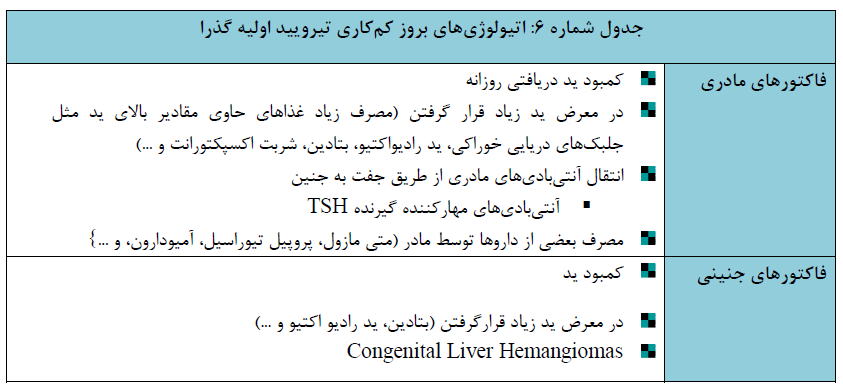 جدول شماره ۶: اتیولوژی‌های بروز کم‌کاری تیرویید اولیه گذرا
فاکتورهای مادری
کمبود ید دریافتی روزانه
در معرض ید زیاد قرار گرفتن (مصرف زیاد غذاهای حاوی مقادیر بالای ید مثل
جلبک‌های دریایی خوراکی، ید رادیواکتیو، بتادین، شربت اکسپکتورانت و ...)
انتقال آنتی‌بادی‌های مادری از طریق جفت به جنین
آنتی‌بادی‌های مهارکننده گیرنده TSH
مصرف بعضی از داروها توسط مادر (متی مازول، پروپیل تیوراسیل، آمیودارون، و ...}
فاکتورهای جنینی
کمبود ید
در معرض ید زیاد قرارگرفتن (بتادین، ید رادیو اکتیو و ...)
Congenital Liver Hemangiomas